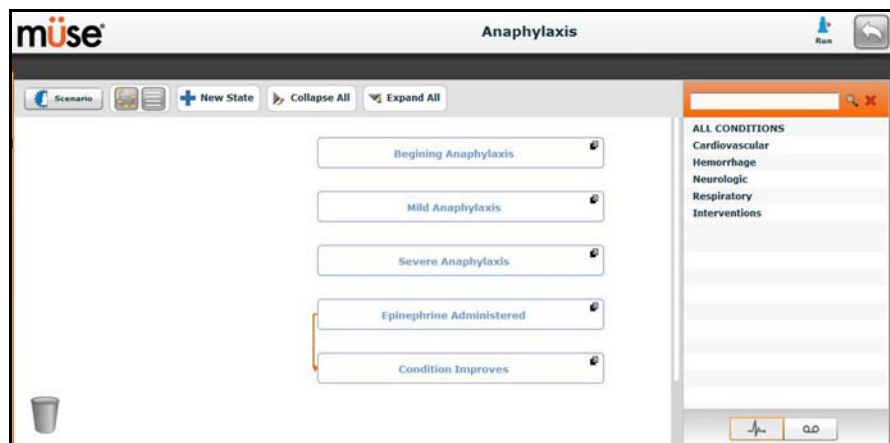 müse
Anaphylaxis
Run
Scenario
New State
Collapse All
Expand All
Begining Anaphylaxis
Mild Anaphylaxis
Severe Anaphylaxis
Epinephrine Administered
Condition Improves
ALL CONDITIONS
Cardiovascular
Hemorrhage
Neurologic
Respiratory
Interventions